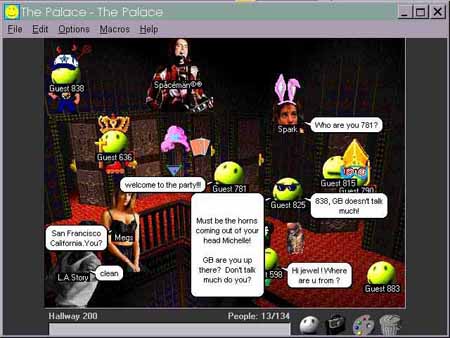 The Palace - The Palace
File Edit Options Macros Help
Guest 838
Spaceman®®
Spark
Who are you 781?
Guest 636
welcome to the party!!!
Guest 781
Guest 825
Guest 815
Guest 790
838, GB doesn't talk
much!
Must be the horns
coming out of your
head Michelle!
GB are you up
there? Don't talk
much do you?
San Francisco
California.You?
Megs
L.A.Story
clean
Hi jewel ! Where
are u from ?
598
Guest 883
Hallway 200
People: 13/134